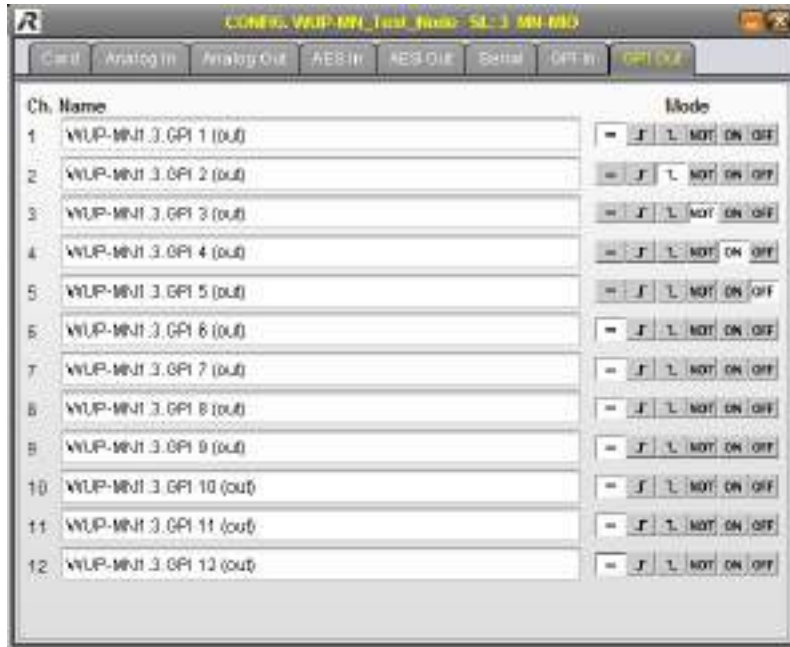 R CONFIG. WUP-MN_Test_Node SL: 3 MN-MIO
Card Analog In Analog Out AES In AES Out Serial GPI In GPI Out
Ch. Name Mode
1 WUP-MN1.3.GPI 1 (out) = NOT ON OFF
2 WUP-MN1.3.GPI 2 (out) = NOT ON OFF
3 WUP-MN1.3.GPI 3 (out) = NOT ON OFF
4 WUP-MN1.3.GPI 4 (out) = NOT ON OFF
5 WUP-MN1.3.GPI 5 (out) = NOT ON OFF
6 WUP-MN1.3.GPI 6 (out) = NOT ON OFF
7 WUP-MN1.3.GPI 7 (out) = NOT ON OFF
8 WUP-MN1.3.GPI 8 (out) = NOT ON OFF
9 WUP-MN1.3.GPI 9 (out) = NOT ON OFF
10 WUP-MN1.3.GPI 10 (out) = NOT ON OFF
11 WUP-MN1.3.GPI 11 (out) = NOT ON OFF
12 WUP-MN1.3.GPI 12 (out) = NOT ON OFF